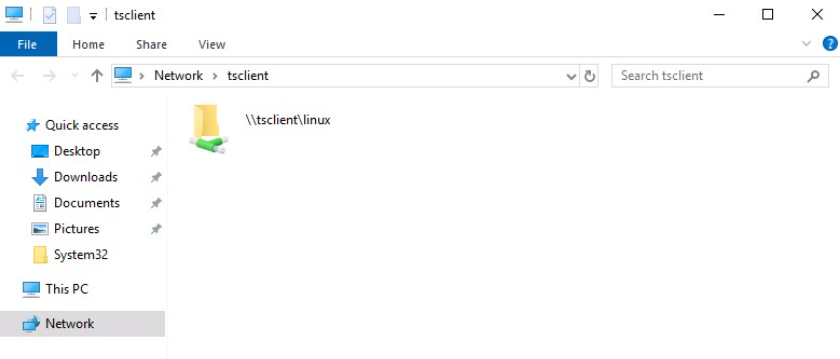 tsclient
File Home Share View
Network tsclient
Search tsclient
Quick access
Desktop
Downloads
Documents
Pictures
System32
This PC
Network
\\tsclient\linux